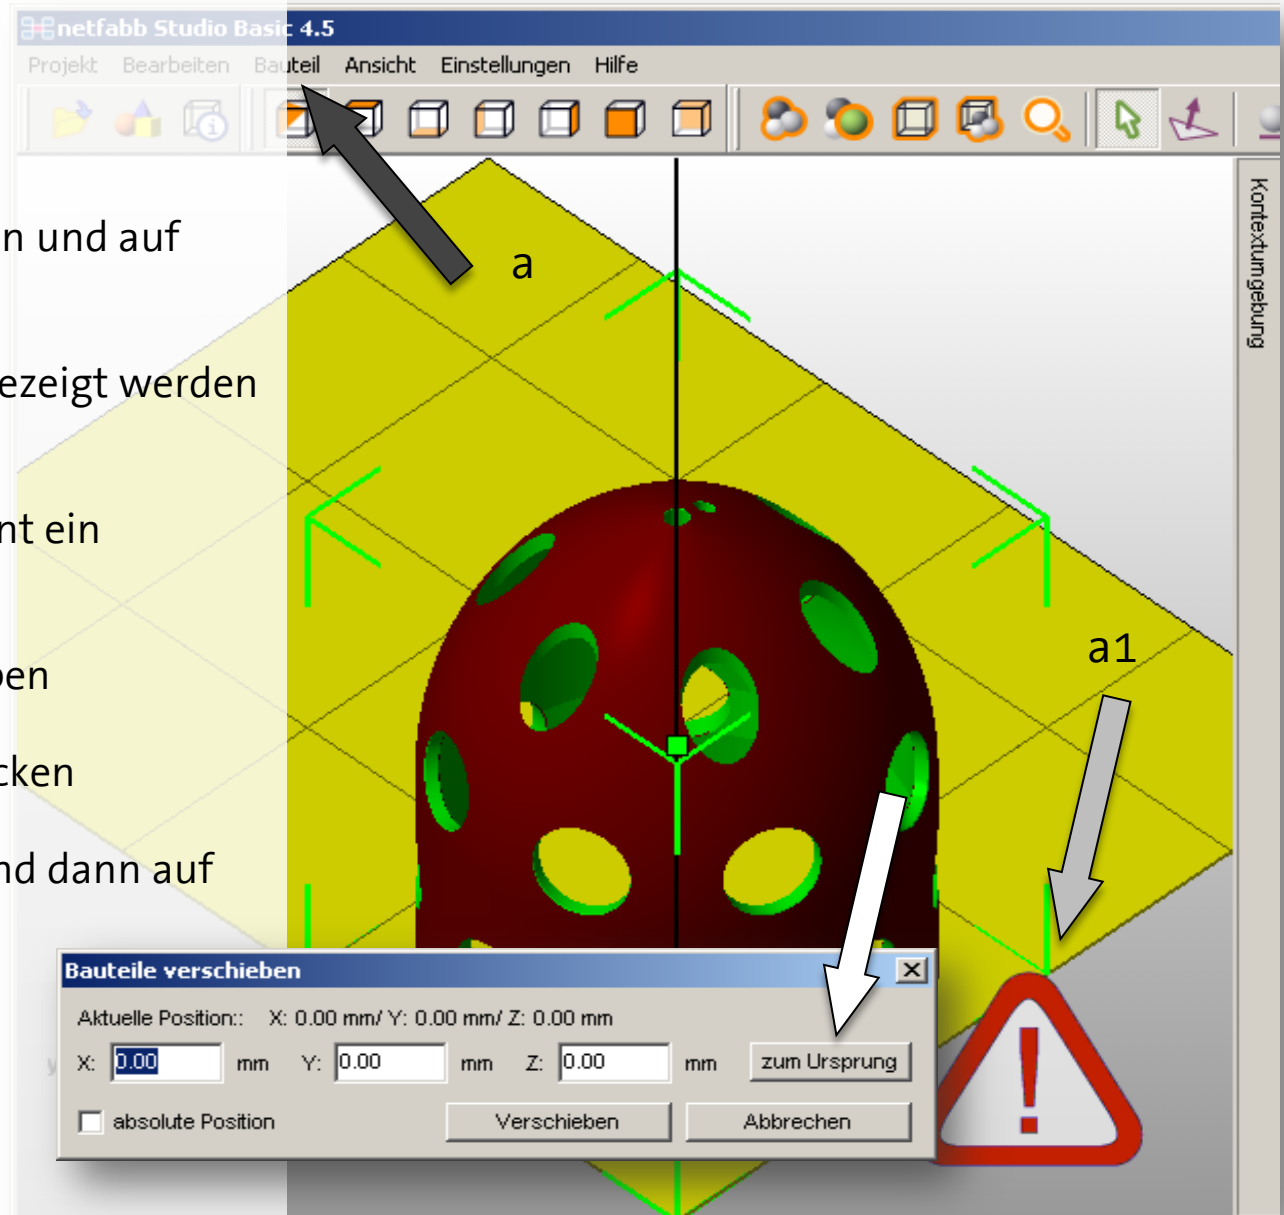 netfabb Studio Basic 4.5
Projekt Bearbeiten Bauteil Ansicht Einstellungen Hilfe
n und auf
a
ezeigt werden
nt ein
a1
ben
cken
nd dann auf
Kontextumgebung
Bauteile verschieben
Aktuelle Position:: X: 0.00 mm/ Y: 0.00 mm/ Z: 0.00 mm
X: 0.00 mm Y: 0.00 mm Z: 0.00 mm zum Ursprung
absolute Position Verschieben Abbrechen